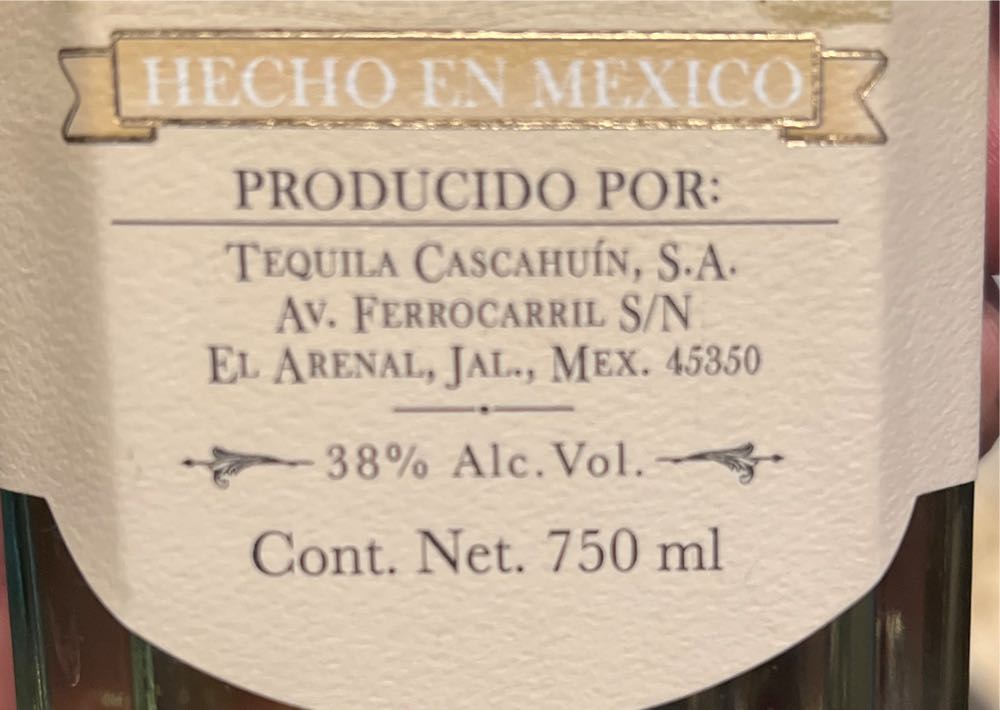 HECHO EN MEXICO
PRODUCIDO POR:
TEQUILA CASCAHUÍN, S.A.
AV. FERROCARRIL S/N
EL ARENAL, JAL., MEX. 45350
38% Alc. Vol.
Cont. Net. 750 ml